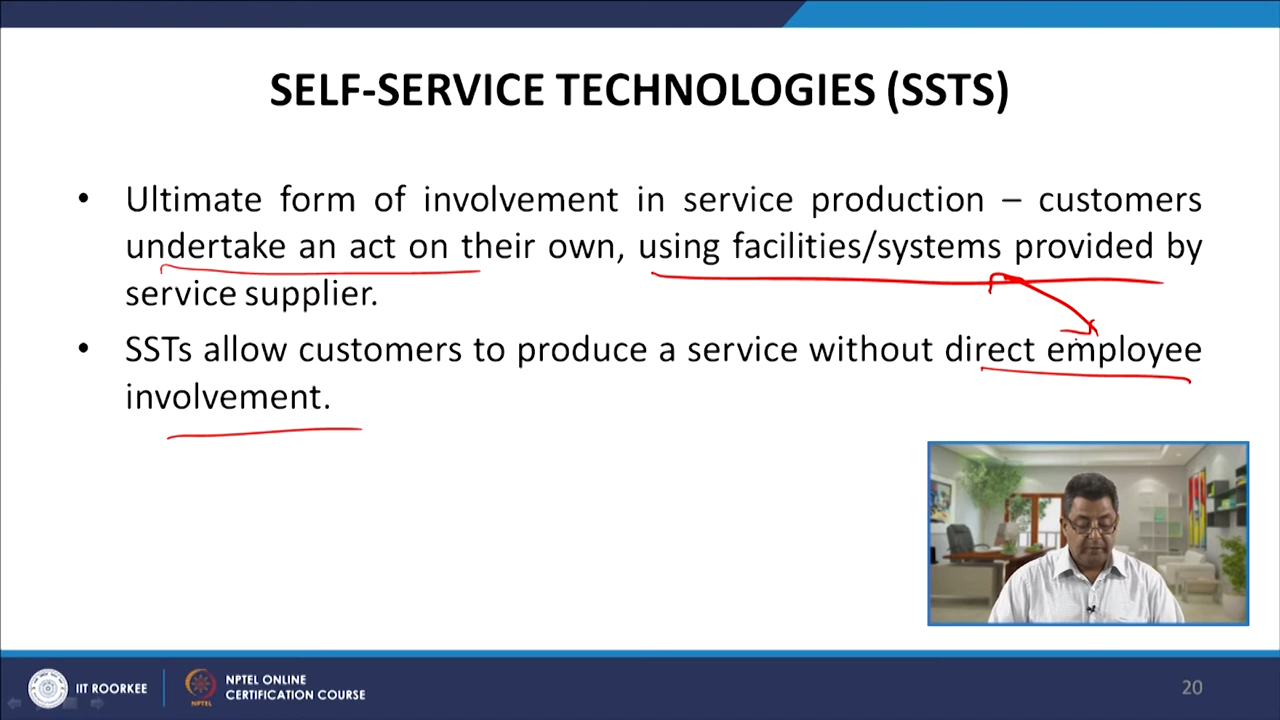 SELF-SERVICE TECHNOLOGIES (SSTS)
• Ultimate form of involvement in service production – customers
undertake an act on their own, using facilities/systems provided by
service supplier.
• SSTs allow customers to produce a service without direct employee
involvement.
IIT ROORKEE
NPTEL
NPTEL ONLINE
CERTIFICATION COURSE
20